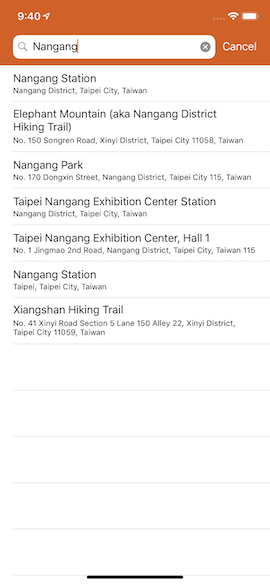 9:40
Nangang
Cancel
Nangang Station
Nangang District, Taipei City, Taiwan
Elephant Mountain (aka Nangang District
Hiking Trail)
No. 150 Songren Road, Xinyi District, Taipei City 11058, Taiwan
Nangang Park
No. 170 Dongxin Street, Nangang District, Taipei City 115, Taiwan
Taipei Nangang Exhibition Center Station
Nangang District, Taipei City, Taiwan
Taipei Nangang Exhibition Center, Hall 1
No. 1 Jingmao 2nd Road, Nangang District, Taipei City, Taiwan 115
Nangang Station
Taipei, Taipei City, Taiwan
Xiangshan Hiking Trail
No. 41 Xinyi Road Section 5 Lane 150 Alley 22, Xinyi District,
Taipei City 11059, Taiwan